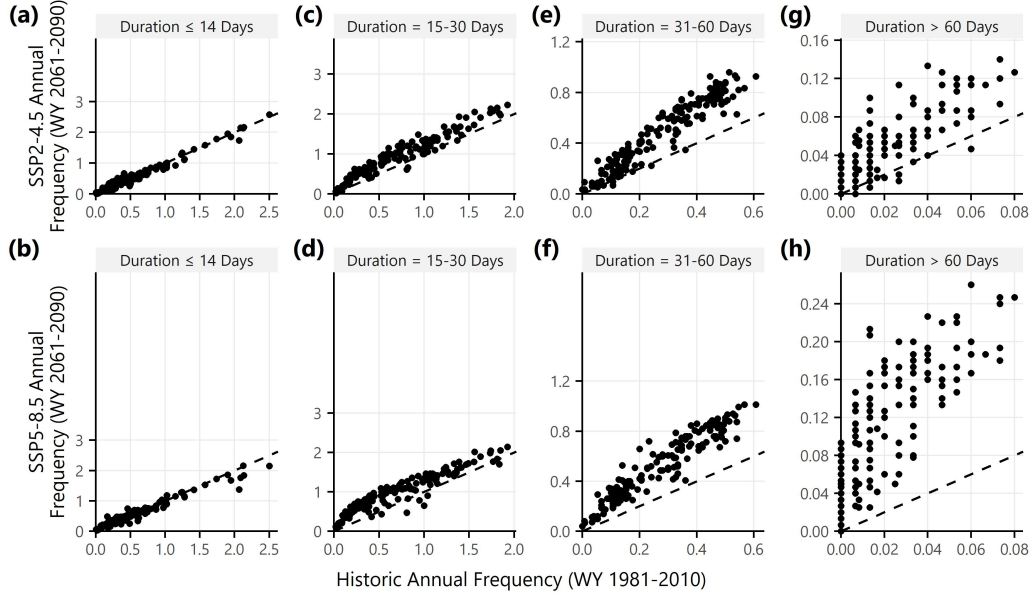 (a)
Duration ≤ 14 Days
(c)
Duration = 15-30 Days
(e)
Duration = 31-60 Days
(g)
Duration > 60 Days
SSP2-4.5 Annual
Frequency (WY 2061-2090)
3
2
1
0
0.0 0.5 1.0 1.5 2.0 2.5
3
2
1
0
0.0 0.5 1.0 1.5 2.0
1.2
0.8
0.4
0.0
0.0 0.2 0.4 0.6
0.16
0.12
0.08
0.04
0.00
0.00 0.02 0.04 0.06 0.08
(b)
Duration ≤ 14 Days
(d)
Duration = 15-30 Days
(f)
Duration = 31-60 Days
(h)
Duration > 60 Days
SSP5-8.5 Annual
Frequency (WY 2061-2090)
3
2
1
0
0.0 0.5 1.0 1.5 2.0 2.5
3
2
1
0
0.0 0.5 1.0 1.5 2.0
1.2
0.8
0.4
0.0
0.0 0.2 0.4 0.6
0.24
0.20
0.16
0.12
0.08
0.04
0.00
0.00 0.02 0.04 0.06 0.08
Historic Annual Frequency (WY 1981-2010)